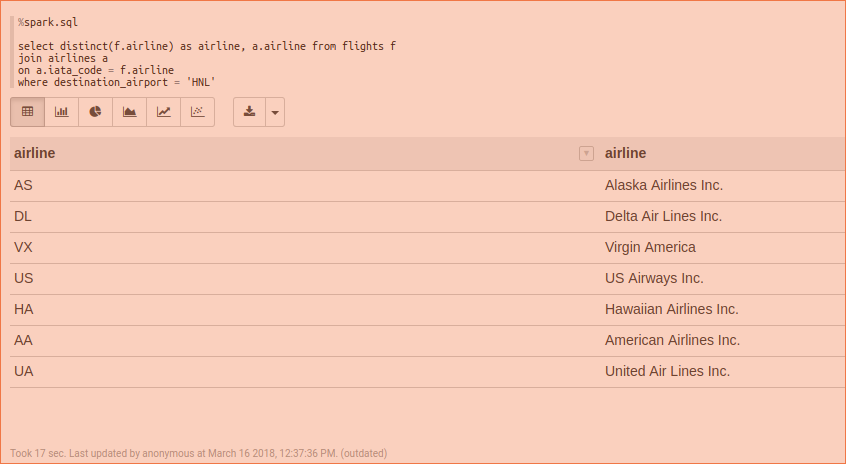 %spark.sql
select distinct(f.airline) as airline, a.airline from flights f
join airlines a
on a.iata_code = f.airline
where destination_airport = 'HNL'
airline airline
AS Alaska Airlines Inc.
DL Delta Air Lines Inc.
VX Virgin America
US US Airways Inc.
HA Hawaiian Airlines Inc.
AA American Airlines Inc.
UA United Air Lines Inc.
Took 17 sec. Last updated by anonymous at March 16 2018, 12:37:36 PM. (outdated)